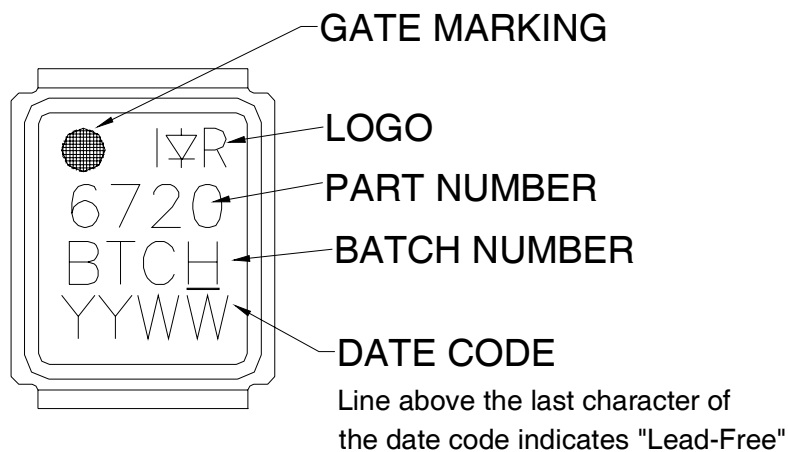 GATE MARKING
I R
LOGO
6720
PART NUMBER
BTCH
BATCH NUMBER
YYWW
DATE CODE
Line above the last character of
the date code indicates "Lead-Free"